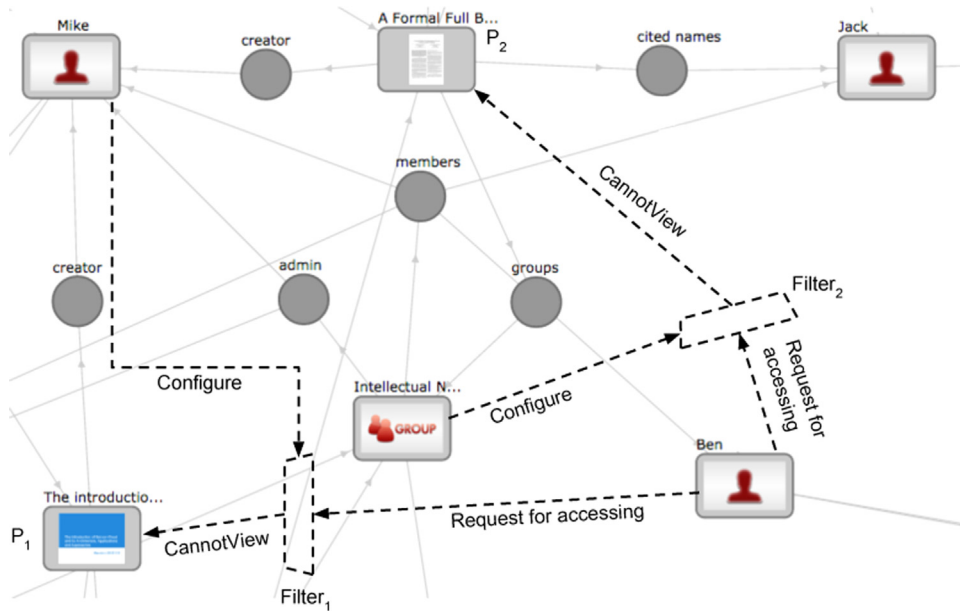 Mike
creator
A Formal Full B...
P2
cited names
Jack
members
CannotView
creator
admin
groups
Filter2
Configure
Intellectual N...
GROUP
Configure
Request for
accessing
Ben
The introductio...
P1
CannotView
Request for accessing
Filter1